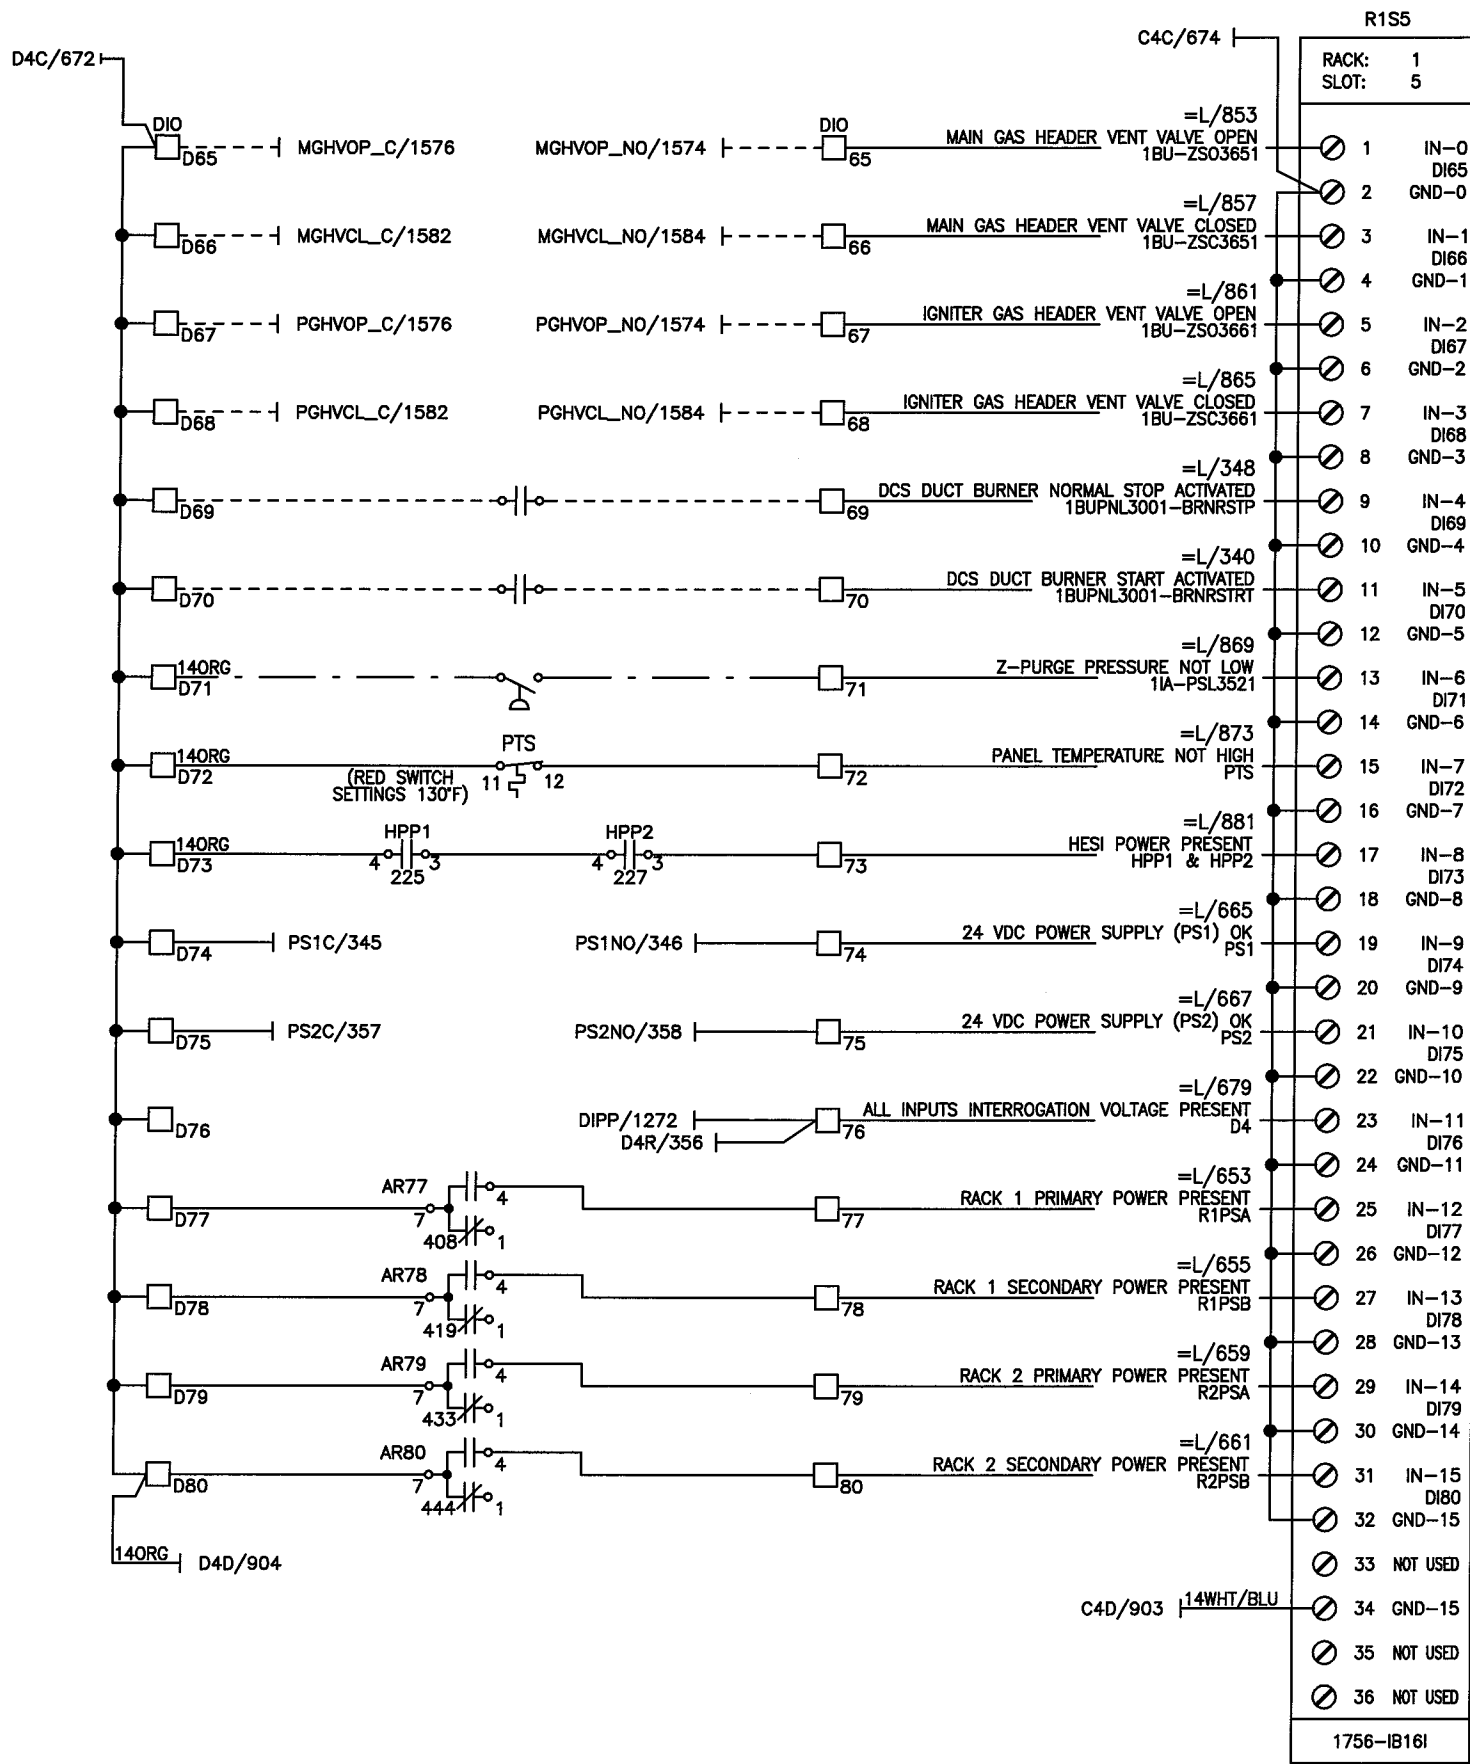 R1S5
C4C/674
D4C/672
RACK: 1
SLOT: 5
=L/853
DIO
D65
MGHVOP_C/1576
MGHVOP_NO/1574
DIO
65
MAIN GAS HEADER VENT VALVE OPEN
1BU-ZSO3651
1 IN-0
DI65
2 GND-0
=L/857
D66
MGHVCL_C/1582
MGHVCL_NO/1584
66
MAIN GAS HEADER VENT VALVE CLOSED
1BU-ZSC3651
3 IN-1
DI66
4 GND-1
=L/861
D67
PGHVOP_C/1576
PGHVOP_NO/1574
67
IGNITER GAS HEADER VENT VALVE OPEN
1BU-ZSO3661
5 IN-2
DI67
6 GND-2
=L/865
D68
PGHVCL_C/1582
PGHVCL_NO/1584
68
IGNITER GAS HEADER VENT VALVE CLOSED
1BU-ZSC3661
7 IN-3
DI68
8 GND-3
=L/348
D69
69
DCS DUCT BURNER NORMAL STOP ACTIVATED
1BUPNL3001-BRNRSTP
9 IN-4
DI69
10 GND-4
=L/340
D70
70
DCS DUCT BURNER START ACTIVATED
1BUPNL3001-BRNRSTRT
11 IN-5
DI70
12 GND-5
=L/869
14ORG
D71
71
Z-PURGE PRESSURE NOT LOW
1IA-PSL3521
13 IN-6
DI71
14 GND-6
=L/873
14ORG
D72
PTS
(RED SWITCH
SETTINGS 130°F)
11 12
72
PANEL TEMPERATURE NOT HIGH
PTS
15 IN-7
DI72
16 GND-7
=L/881
14ORG
D73
HPP1
4 3
225
HPP2
4 3
227
73
HESI POWER PRESENT
HPP1 & HPP2
17 IN-8
DI73
18 GND-8
=L/665
D74
PS1C/345
PS1NO/346
74
24 VDC POWER SUPPLY (PS1) OK
PS1
19 IN-9
DI74
20 GND-9
=L/667
D75
PS2C/357
PS2NO/358
75
24 VDC POWER SUPPLY (PS2) OK
PS2
21 IN-10
DI75
22 GND-10
=L/679
D76
DIPP/1272
D4R/356
76
ALL INPUTS INTERROGATION VOLTAGE PRESENT
D4
23 IN-11
DI76
24 GND-11
=L/653
D77
AR77
7 4
408 1
77
RACK 1 PRIMARY POWER PRESENT
R1PSA
25 IN-12
DI77
26 GND-12
=L/655
D78
AR78
7 4
419 1
78
RACK 1 SECONDARY POWER PRESENT
R1PSB
27 IN-13
DI78
28 GND-13
=L/659
D79
AR79
7 4
433 1
79
RACK 2 PRIMARY POWER PRESENT
R2PSA
29 IN-14
DI79
30 GND-14
=L/661
D80
AR80
7 4
444 1
80
RACK 2 SECONDARY POWER PRESENT
R2PSB
31 IN-15
DI80
32 GND-15
14ORG
D4D/904
33 NOT USED
C4D/903
14WHT/BLU
34 GND-15
35 NOT USED
36 NOT USED
1756-IB16I